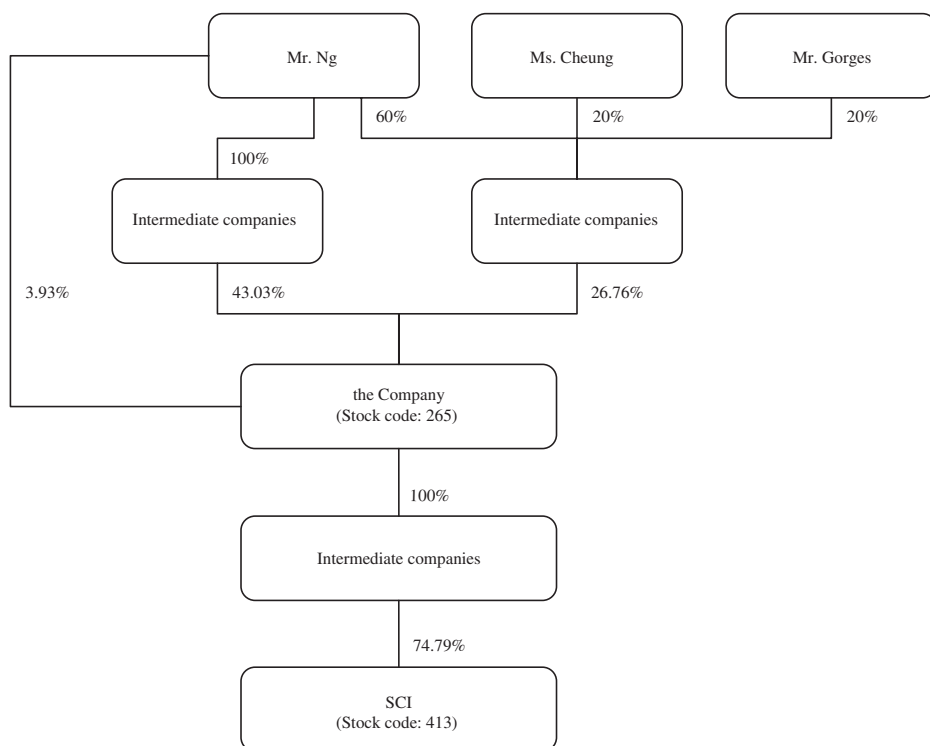 Mr. Ng
Ms. Cheung
Mr. Gorges
60%
20%
20%
100%
Intermediate companies
Intermediate companies
3.93%
43.03%
26.76%
the Company
(Stock code: 265)
100%
Intermediate companies
74.79%
SCI
(Stock code: 413)